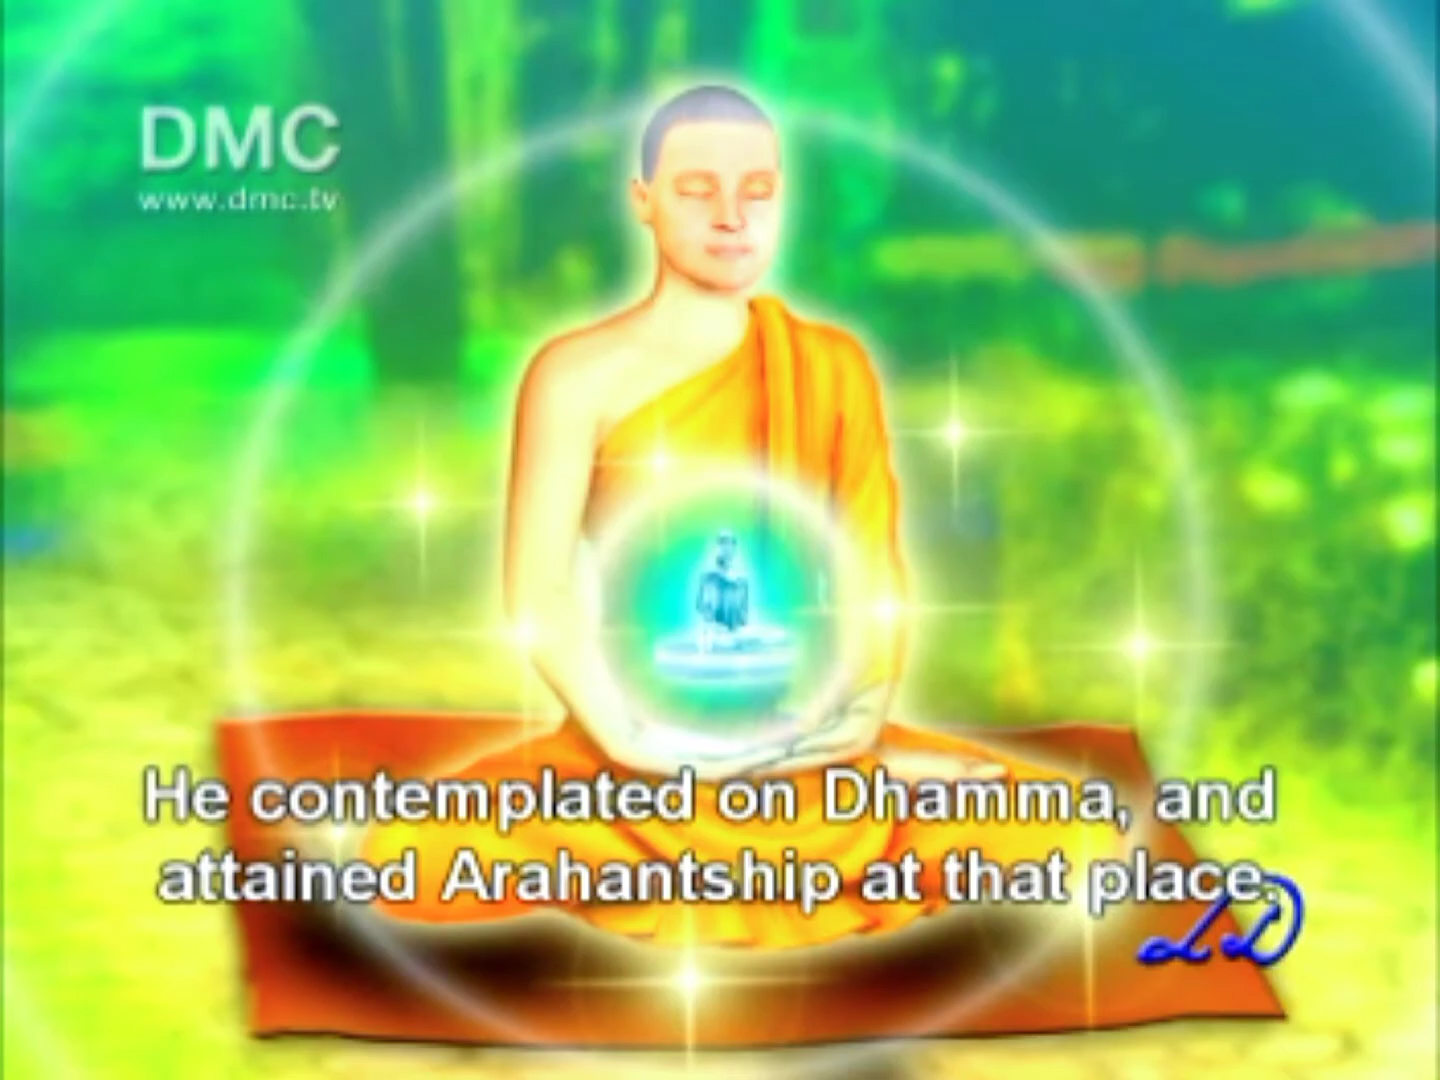 DMC
www.dmc.tv
He contemplated on Dhamma, and
attained Arahantship at that place.